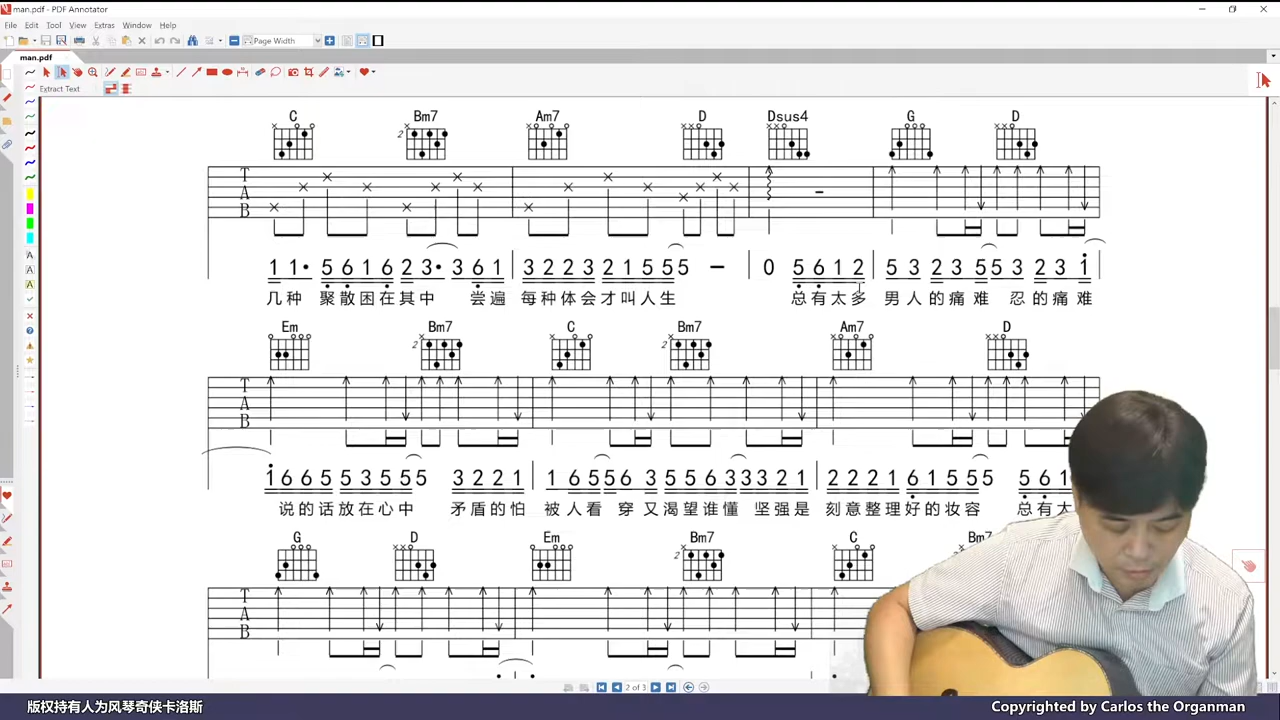 man.pdf - PDF Annotator
File Edit Tool View Extras Window Help
Page Width
man.pdf
Extract Text
C Bm7 Am7 D Dsus4 G D
2
T
A
B
1 1· 5 6 1 6 2 3· 3 6 1 3 2 2 3 2 1 5 5 5 – 0 5 6 1 2 5 3 2 3 5 5 3 2 3 1
几种 聚散困在其中 尝遍 每种体会才叫人生 总有太多 男人的痛难 忍的痛难
Em Bm7 C Bm7 Am7 D
2 2
T
A
B
1 6 6 5 5 3 5 5 5 3 2 2 1 1 6 5 5 6 3 5 5 6 3 3 3 2 1 2 2 2 1 6 1 5 5 5 5 6 1
说的话放在心中 矛盾的怕 被人看 穿又渴望谁懂 坚强是 刻意整理好的妆容 总有太
G D Em Bm7 C Bm7
2
T
A
B
2 of 3
版权持有人为风琴奇侠卡洛斯
Copyrighted by Carlos the Organman